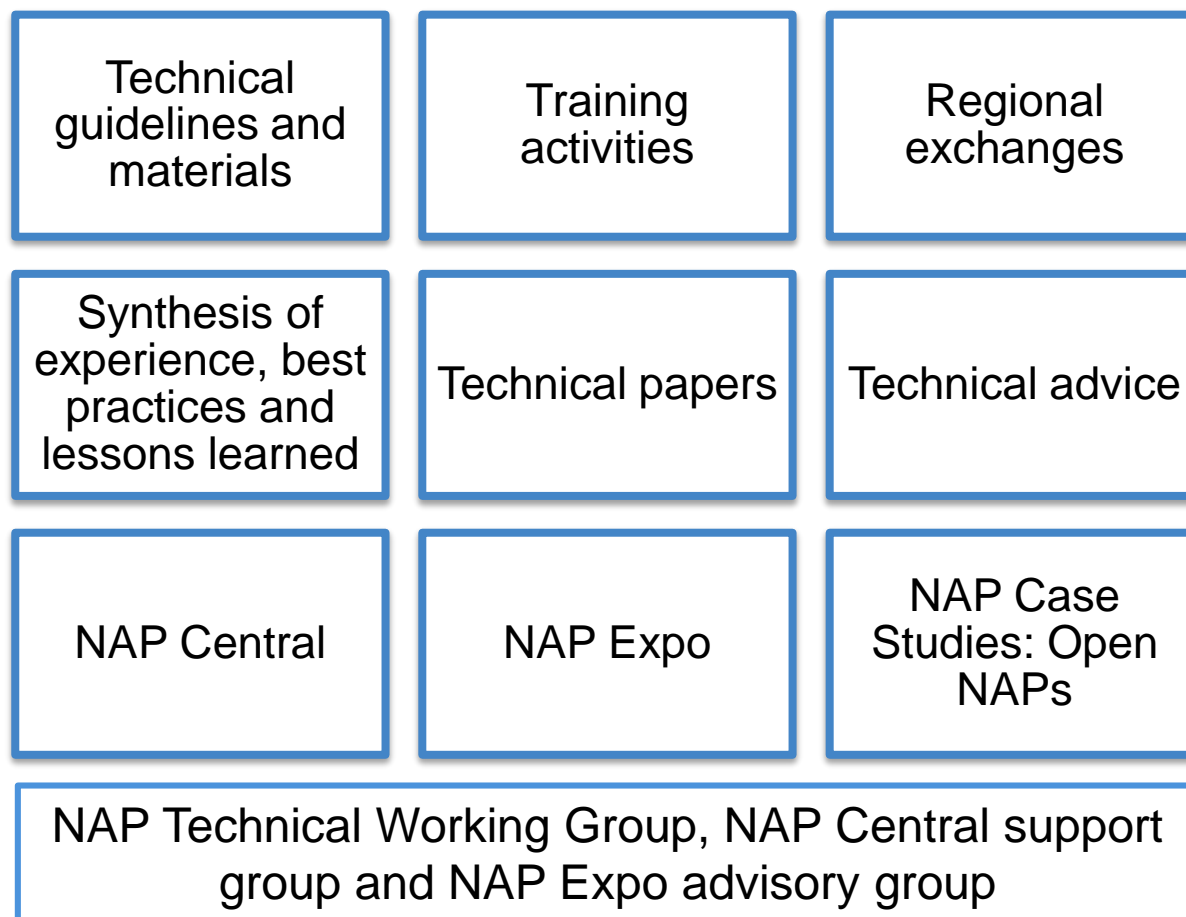 Technical
guidelines and
materials
Training
activities
Regional
exchanges
Synthesis of
experience, best
practices and
lessons learned
Technical papers
Technical advice
NAP Central
NAP Expo
NAP Case
Studies: Open
NAPs
NAP Technical Working Group, NAP Central support
group and NAP Expo advisory group